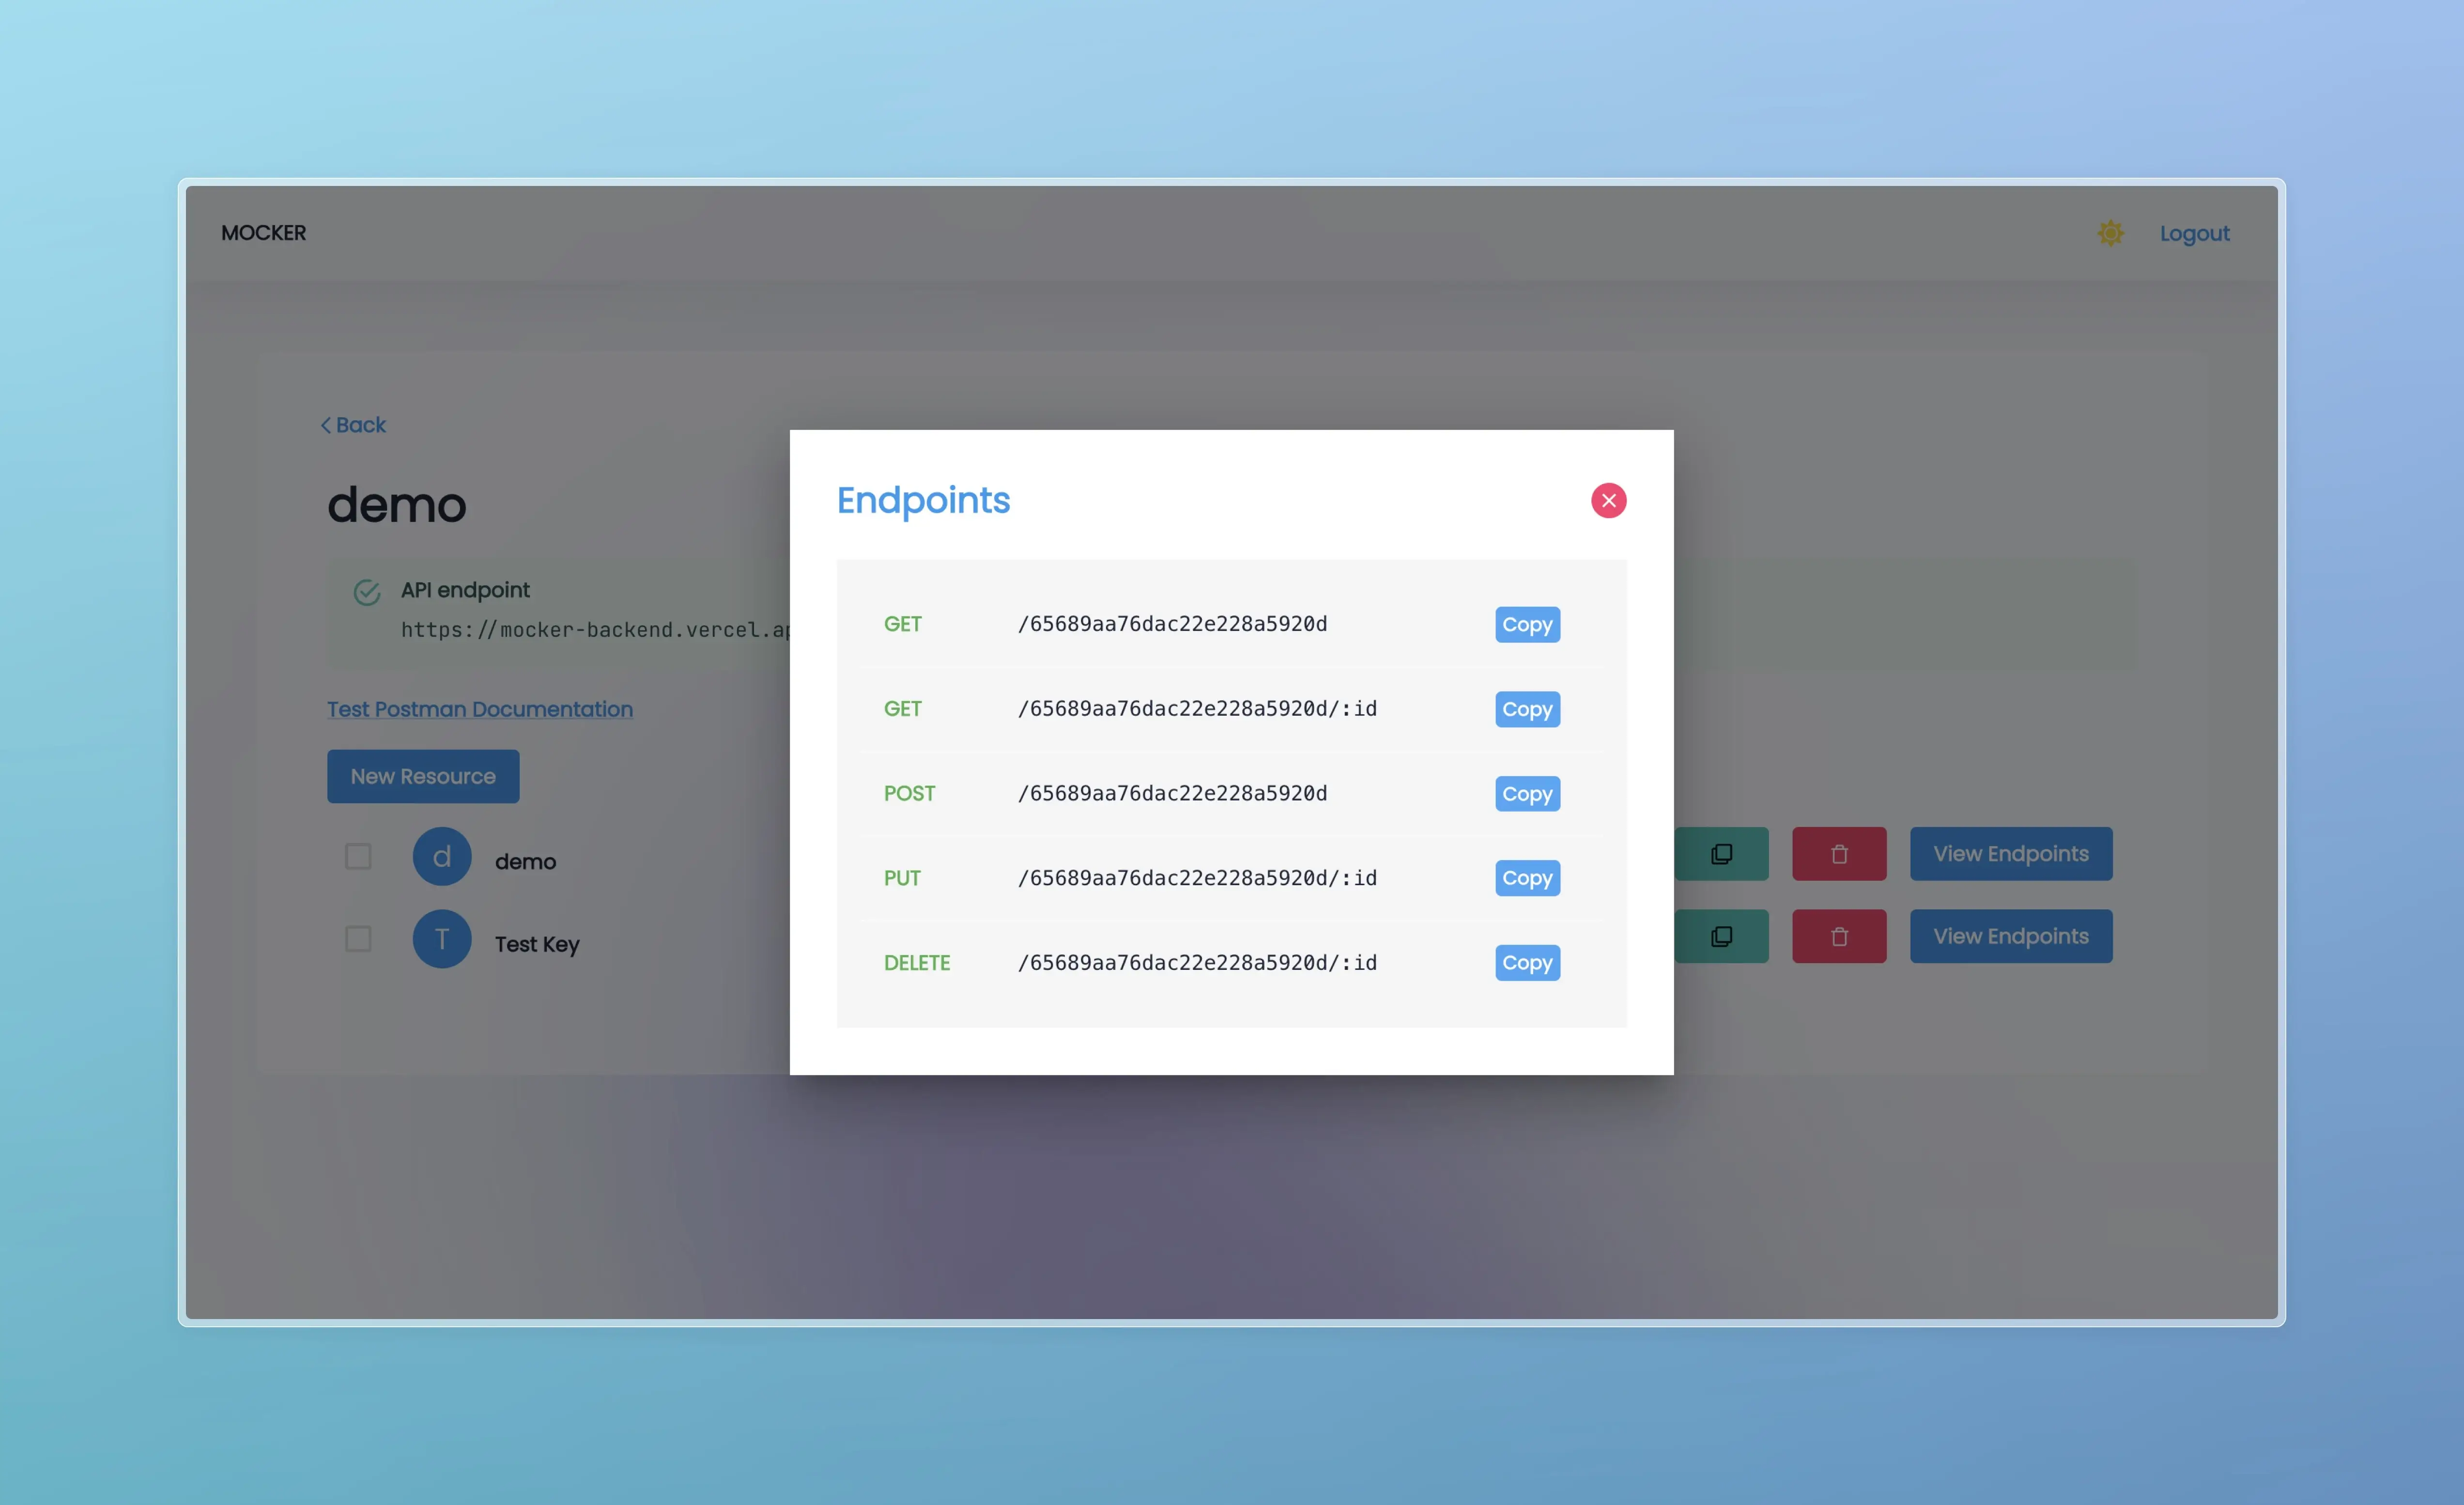 MOCKER
Logout
Back
demo
API endpoint
https://mocker-backend.vercel.ap
Test Postman Documentation
New Resource
d demo
View Endpoints
T Test Key
View Endpoints
Endpoints
GET /65689aa76dac22e228a5920d Copy
GET /65689aa76dac22e228a5920d/:id Copy
POST /65689aa76dac22e228a5920d Copy
PUT /65689aa76dac22e228a5920d/:id Copy
DELETE /65689aa76dac22e228a5920d/:id Copy